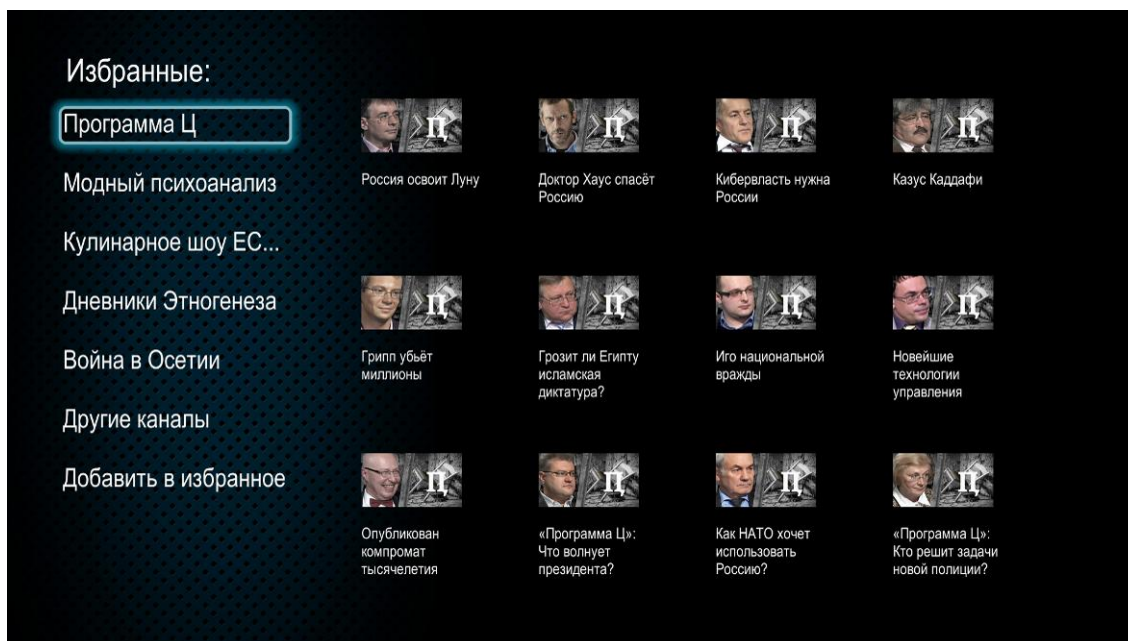 Избранные:
Программа Ц
Модный психоанализ
Кулинарное шоу ЕС...
Дневники Этногенеза
Война в Осетии
Другие каналы
Добавить в избранное
Ц
Ц
Ц
Ц
Россия освоит Луну
Доктор Хаус спасёт
Россию
Кибервласть нужна
России
Казус Каддафи
Ц
Ц
Ц
Ц
Грипп убьёт
миллионы
Грозит ли Египту
исламская
диктатура?
Иго национальной
вражды
Новейшие
технологии
управления
Ц
Ц
Ц
Ц
Опубликован
компромат
тысячелетия
«Программа Ц»:
Что волнует
президента?
Как НАТО хочет
использовать
Россию?
«Программа Ц»:
Кто решит задачи
новой полиции?